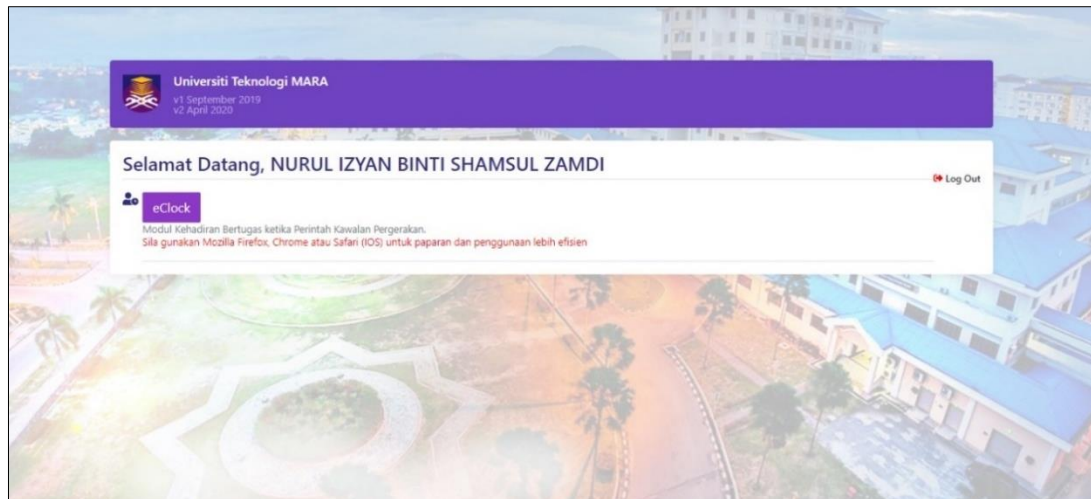 Universiti Teknologi MARA
v1 September 2019
v2 April 2020
Selamat Datang, NURUL IZYAN BINTI SHAMSUL ZAMDI
Log Out
eClock
Modul Kehadiran Bertugas ketika Perintah Kawalan Pergerakan.
Sila gunakan Mozilla Firefox, Chrome atau Safari (IOS) untuk paparan dan penggunaan lebih efisien